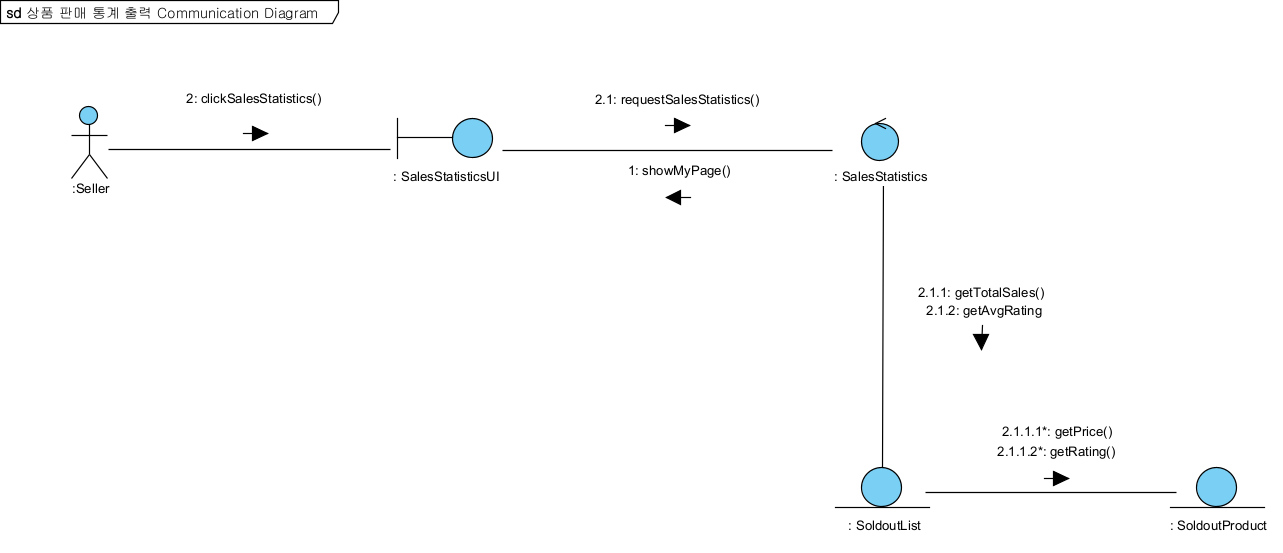 sd 상품 판매 통계 출력 Communication Diagram
2: clickSalesStatistics()
2.1: requestSalesStatistics()
1: showMyPage()
:Seller
: SalesStatisticsUI
: SalesStatistics
2.1.1: getTotalSales()
2.1.2: getAvgRating
2.1.1.1*: getPrice()
2.1.1.2*: getRating()
: SoldoutList
: SoldoutProduct